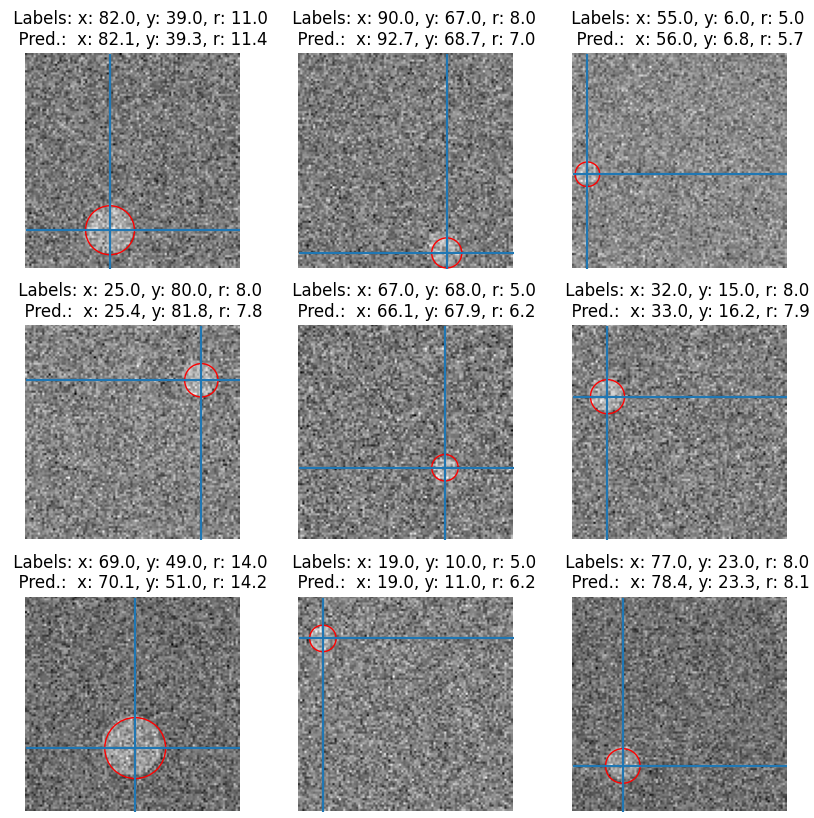 Labels: x: 82.0, y: 39.0, r: 11.0
Pred.:  x: 82.1, y: 39.3, r: 11.4
Labels: x: 90.0, y: 67.0, r: 8.0
Pred.:  x: 92.7, y: 68.7, r: 7.0
Labels: x: 55.0, y: 6.0, r: 5.0
Pred.:  x: 56.0, y: 6.8, r: 5.7
Labels: x: 25.0, y: 80.0, r: 8.0
Pred.:  x: 25.4, y: 81.8, r: 7.8
Labels: x: 67.0, y: 68.0, r: 5.0
Pred.:  x: 66.1, y: 67.9, r: 6.2
Labels: x: 32.0, y: 15.0, r: 8.0
Pred.:  x: 33.0, y: 16.2, r: 7.9
Labels: x: 69.0, y: 49.0, r: 14.0
Pred.:  x: 70.1, y: 51.0, r: 14.2
Labels: x: 19.0, y: 10.0, r: 5.0
Pred.:  x: 19.0, y: 11.0, r: 6.2
Labels: x: 77.0, y: 23.0, r: 8.0
Pred.:  x: 78.4, y: 23.3, r: 8.1